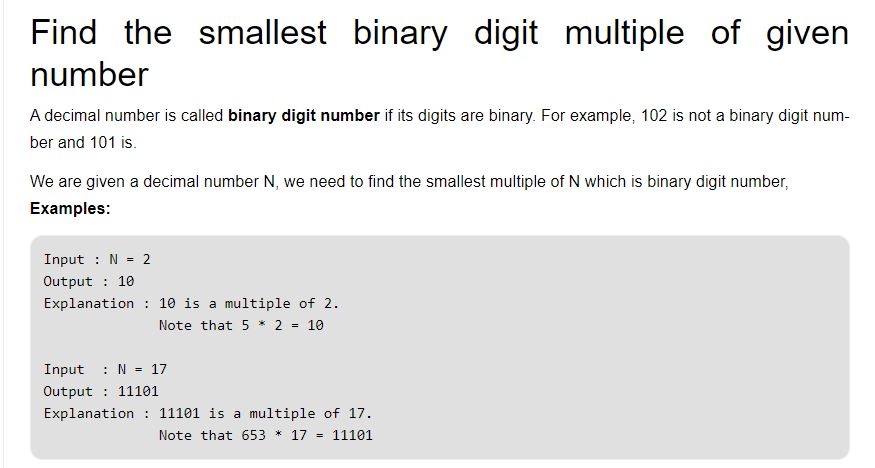 Find the smallest binary digit multiple of given
number
A decimal number is called binary digit number if its digits are binary. For example, 102 is not a binary digit num-
ber and 101 is.
We are given a decimal number N, we need to find the smallest multiple of N which is binary digit number,
Examples:
Input : N = 2
Output : 10
Explanation : 10 is a multiple of 2.
Note that 5 * 2 = 10
Input  : N = 17
Output : 11101
Explanation : 11101 is a multiple of 17.
Note that 653 * 17 = 11101